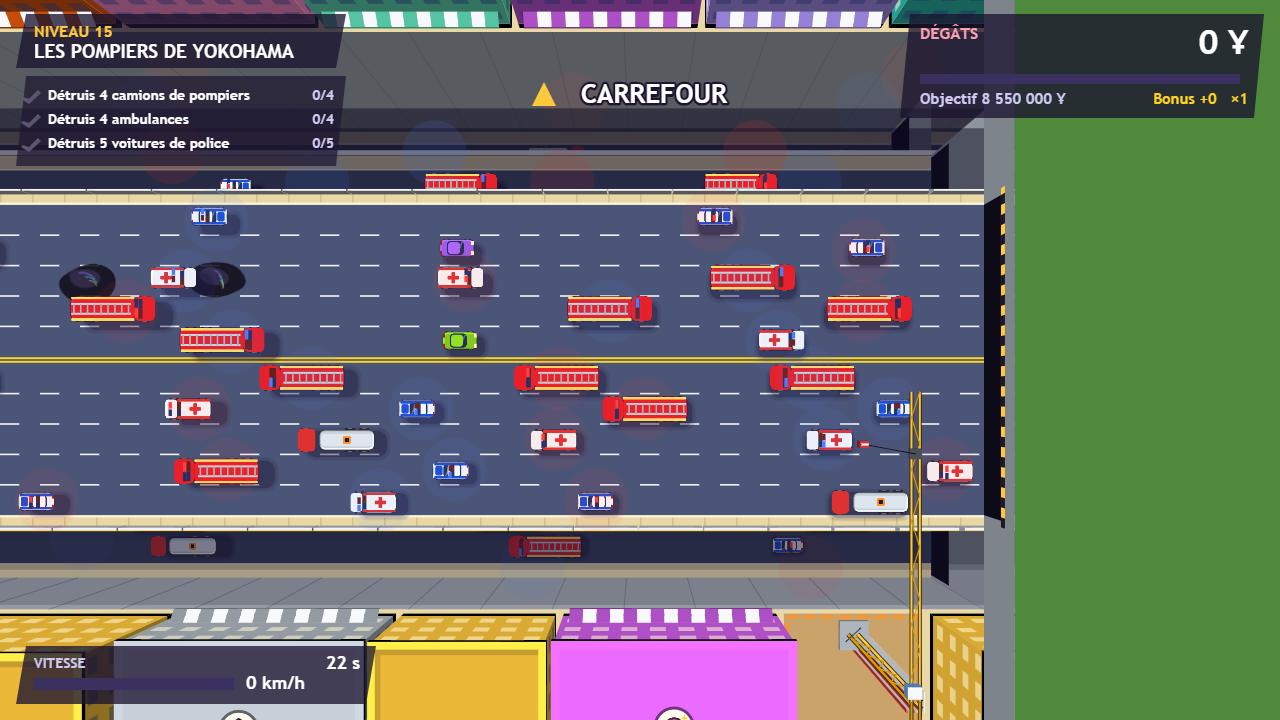 NIVEAU 15
LES POMPIERS DE YOKOHAMA
Détruis 4 camions de pompiers 0/4
Détruis 4 ambulances 0/4
Détruis 5 voitures de police 0/5
CARREFOUR
DÉGÂTS
0 ¥
Objectif 8 550 000 ¥ Bonus +0 ×1
VITESSE 22 s
0 km/h